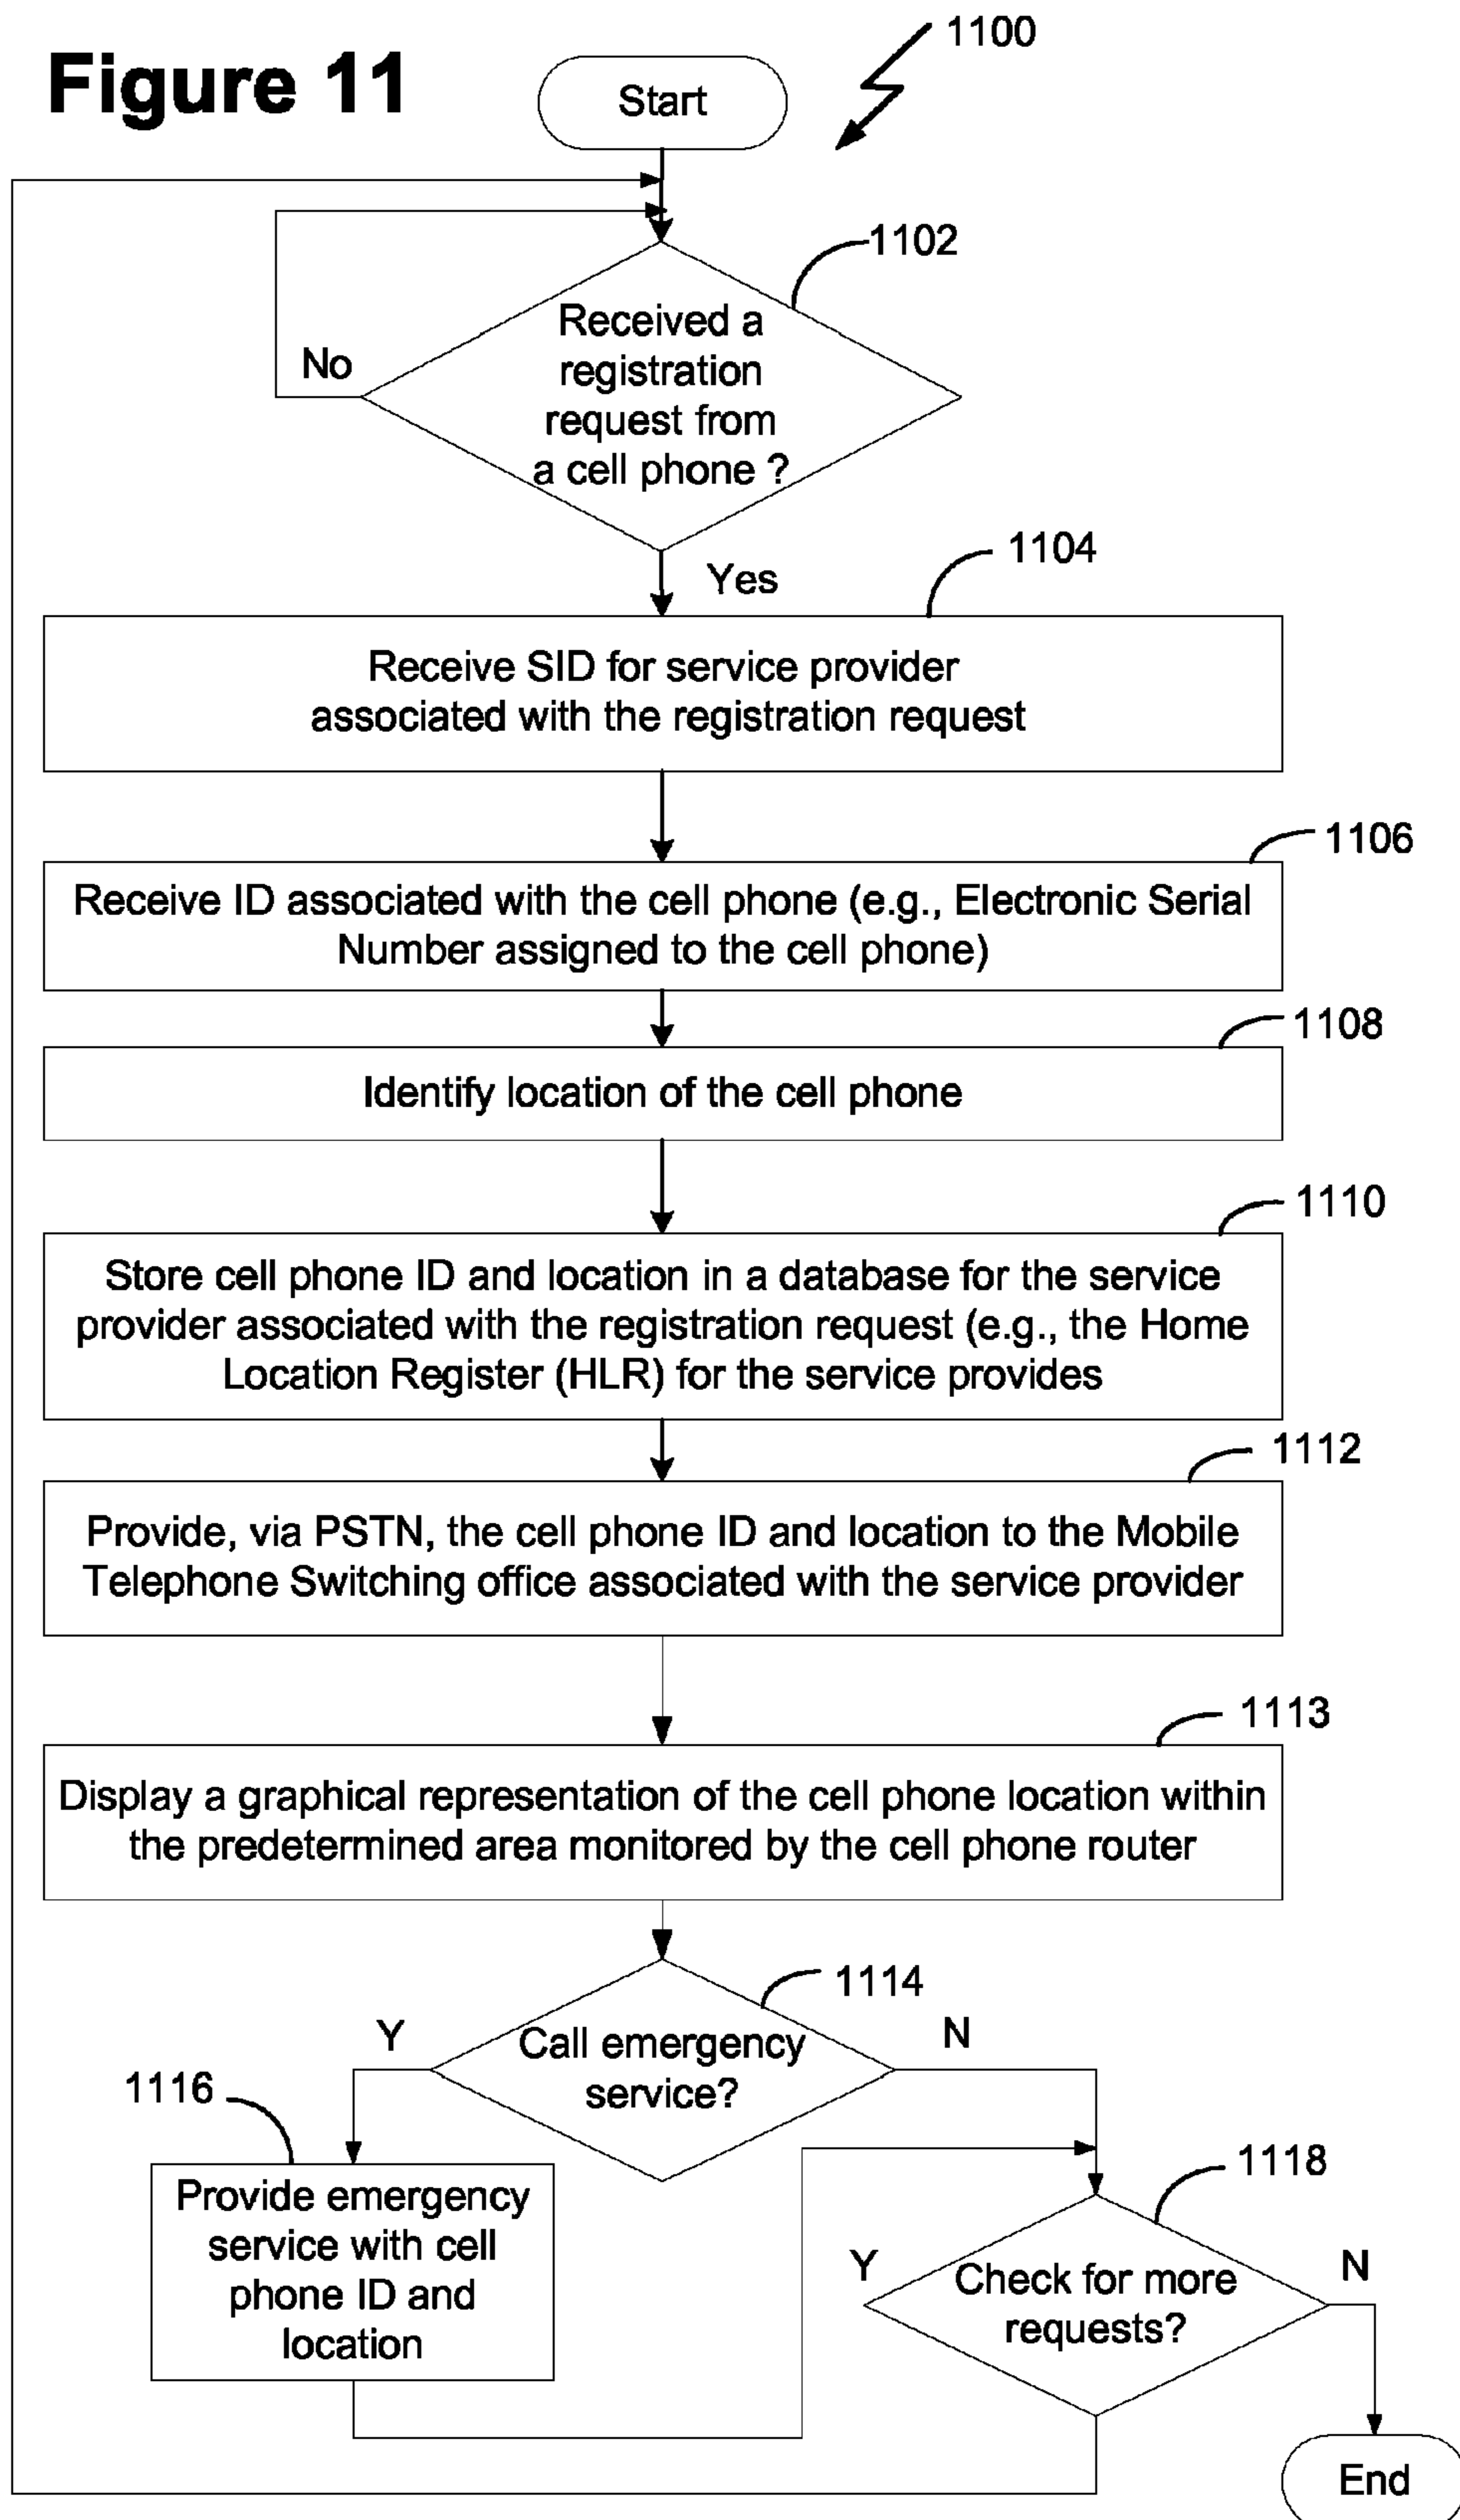 Figure 11
1100
Start
1102
Received a
registration
request from
a cell phone ?
No
Yes
1104
Receive SID for service provider
associated with the registration request
1106
Receive ID associated with the cell phone (e.g., Electronic Serial
Number assigned to the cell phone)
1108
Identify location of the cell phone
1110
Store cell phone ID and location in a database for the service
provider associated with the registration request (e.g., the Home
Location Register (HLR) for the service provides
1112
Provide, via PSTN, the cell phone ID and location to the Mobile
Telephone Switching office associated with the service provider
1113
Display a graphical representation of the cell phone location within
the predetermined area monitored by the cell phone router
1114
Call emergency
service?
Y
N
1116
Provide emergency
service with cell
phone ID and
location
1118
Check for more
requests?
Y
N
End